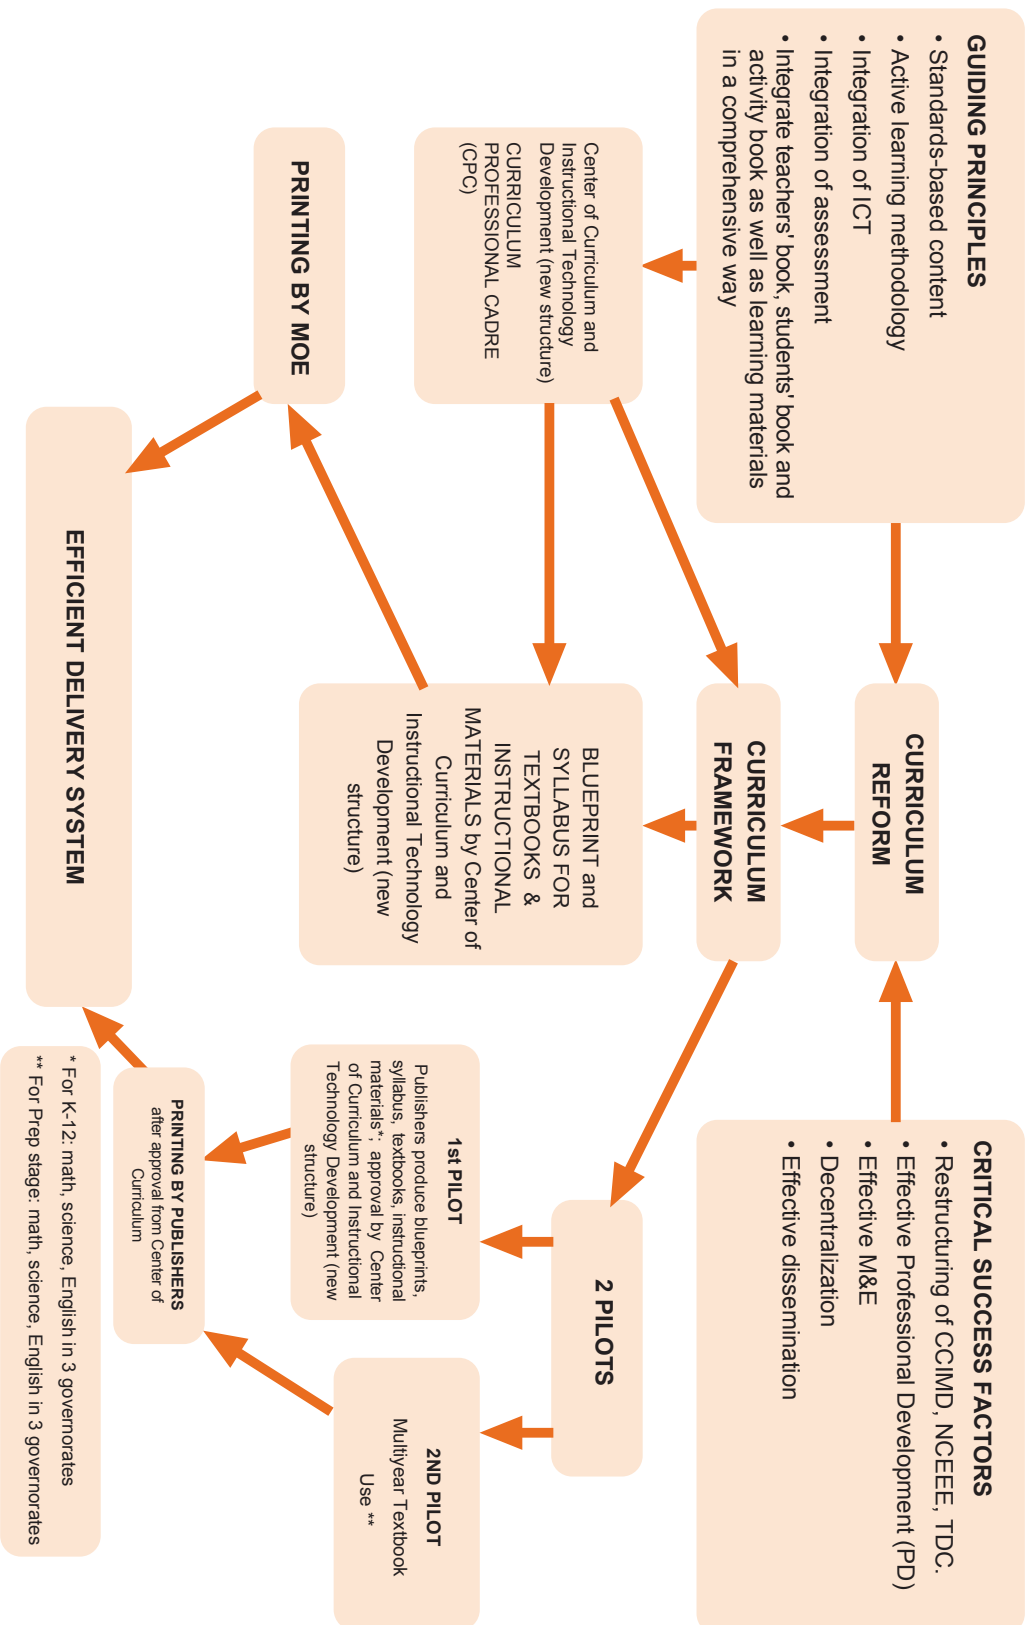 GUIDING PRINCIPLES
• Standards-based content
• Active learning methodology
• Integration of ICT
• Integration of assessment
• Integrate teachers' book, students' book and
activity book as well as learning materials
in a comprehensive way
CURRICULUM
REFORM
CRITICAL SUCCESS FACTORS
• Restructuring of CCIMD, NCEEE, TDC.
• Effective Professional Development (PD)
• Effective M&E
• Decentralization
• Effective dissemination
Center of Curriculum and
Instructional Technology
Development (new structure)
CURRICULUM
PROFESSIONAL CADRE
(CPC)
CURRICULUM
FRAMEWORK
BLUEPRINT and
SYLLABUS FOR
TEXTBOOKS &
INSTRUCTIONAL
MATERIALS by Center of
Curriculum and
Instructional Technology
Development (new
structure)
2 PILOTS
1st PILOT
Publishers produce blueprints,
syllabus, textbooks, instructional
materials*; approval by Center
of Curriculum and Instructional
Technology Development (new
structure)
2ND PILOT
Multiyear Textbook
Use **
PRINTING BY MOE
PRINTING BY PUBLISHERS
after approval from Center of
Curriculum
EFFICIENT DELIVERY SYSTEM
* For K-12: math, science, English in 3 governorates
** For Prep stage: math, science, English in 3 governorates